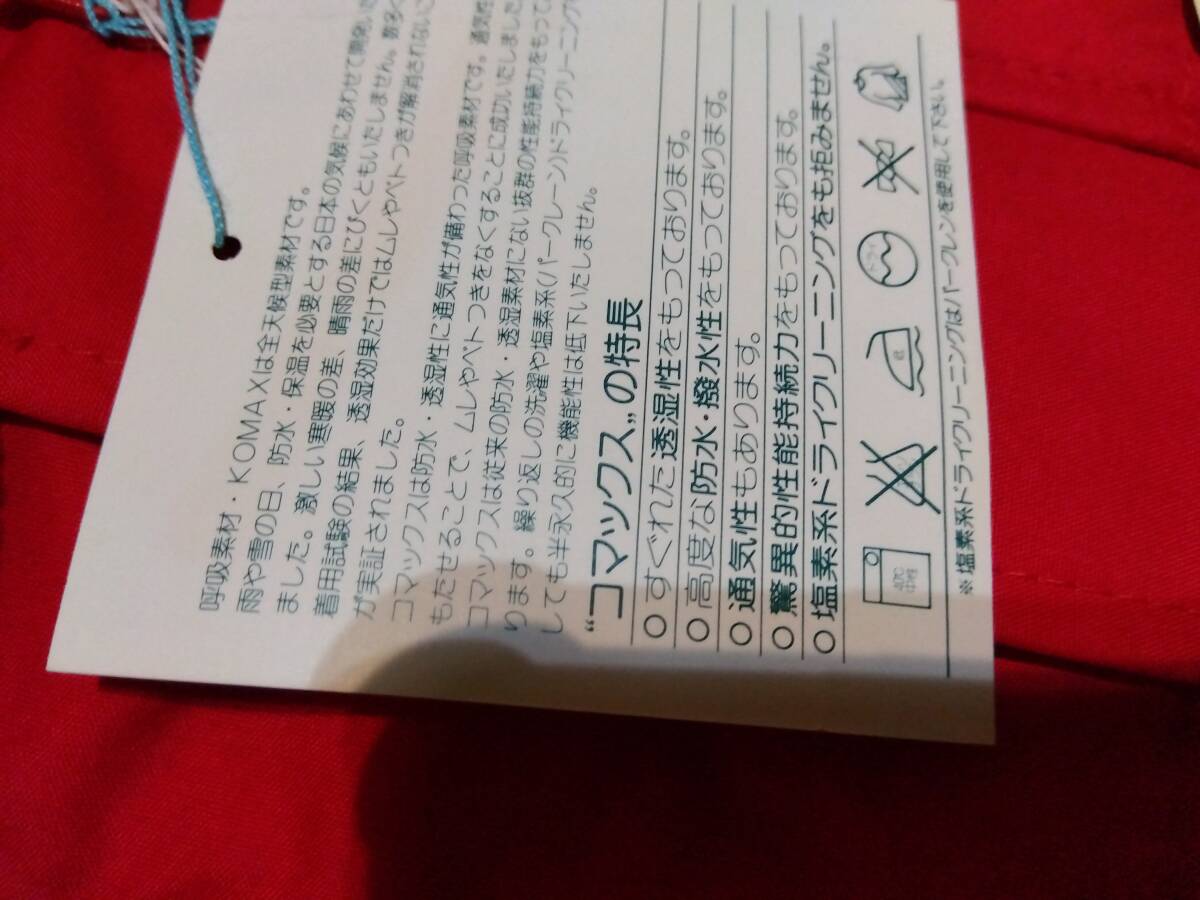 呼吸素材・KOMAXは全天候型素材です。
雨や雪の日、防水・保温を必要とする日本の気候にあわせて開発いた
ました。激しい寒暖の差、晴雨の差にびくともいたしません。数多く
着用試験の結果、透湿効果だけではムレやベトつきが解消されないこ
が実証されました。
コマックスは防水・透湿性に通気性が備わった呼吸素材です。通気性
もたせることで、ムレやベトつきをなくすることに成功いたしました
コマックスは従来の防水・透湿素材にない抜群の性能持続力をもって
ります。繰り返しの洗濯や塩素系(パークレーン)ドライクリーニング
しても半永久的に機能性は低下いたしません。
“コマックス”の特長
○すぐれた透湿性をもっております。
○高度な防水・撥水性をもっております。
○通気性もあります。
○驚異的性能持続力をもっております。
○塩素系ドライクリーニングをも拒みません。
40℃
中性
ドライ
※塩素系ドライクリーニングはパークレンを使用して下さい。